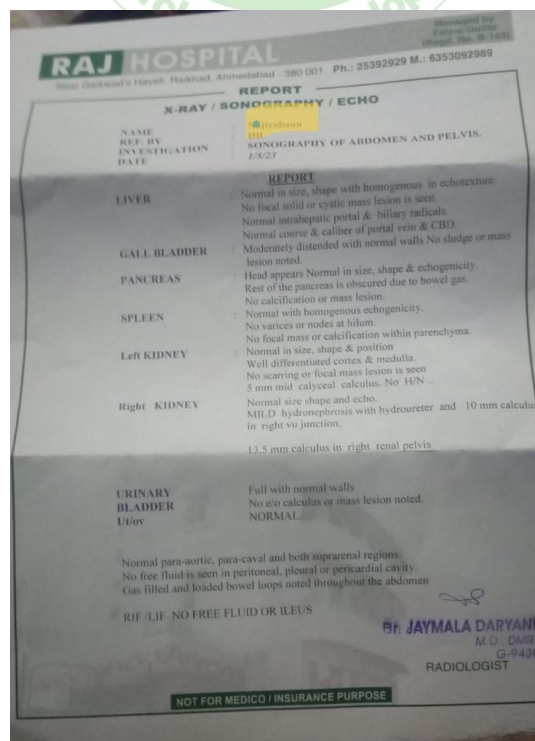 Managed by
Faiz-e-Qutbi
(Regd. No. B-143)
RAJ HOSPITAL
Near Gaikwad's Haveli, Raikhad, Ahmedabad - 380 001. Ph.: 25392929 M.: 6353092989
REPORT
X-RAY / SONOGRAPHY / ECHO
NAME
REF. BY : DR
INVESTIGATION SONOGRAPHY OF ABDOMEN AND PELVIS.
DATE 1/5/23
REPORT
LIVER : Normal in size, shape with homogenous in echotexture.
No focal solid or cystic mass lesion is seen.
Normal intrahepatic portal & biliary radicals.
Normal course & caliber of portal vein & CBD.
GALL BLADDER : Moderately distended with normal walls No sludge or mass
lesion noted.
PANCREAS : Head appears Normal in size, shape & echogenicity.
Rest of the pancreas is obscured due to bowel gas.
No calcification or mass lesion.
SPLEEN : Normal with homogenous echogenicity.
No varices or nodes at hilum.
No focal mass or calcification within parenchyma.
Left KIDNEY : Normal in size, shape & position
Well differentiated cortex & medulla.
No scarring or focal mass lesion is seen
5 mm mid calyceal calculus. No H/N ..
Right KIDNEY Normal size shape and echo.
MILD hydronephrosis with hydroureter and 10 mm calculus
in right vu junction.
13.5 mm calculus in right renal pelvis
URINARY Full with normal walls
BLADDER No e/o calculus or mass lesion noted.
Ut/ov NORMAL.
Normal para-aortic, para-caval and both suprarenal regions.
No free fluid is seen in peritoneal, pleural or pericardial cavity.
Gas filled and loaded bowel loops noted throughout the abdomen
RIF /LIF NO FREE FLUID OR ILEUS
Dr. JAYMALA DARYANI
M.D., DMR
RADIOLOGIST
NOT FOR MEDICO / INSURANCE PURPOSE